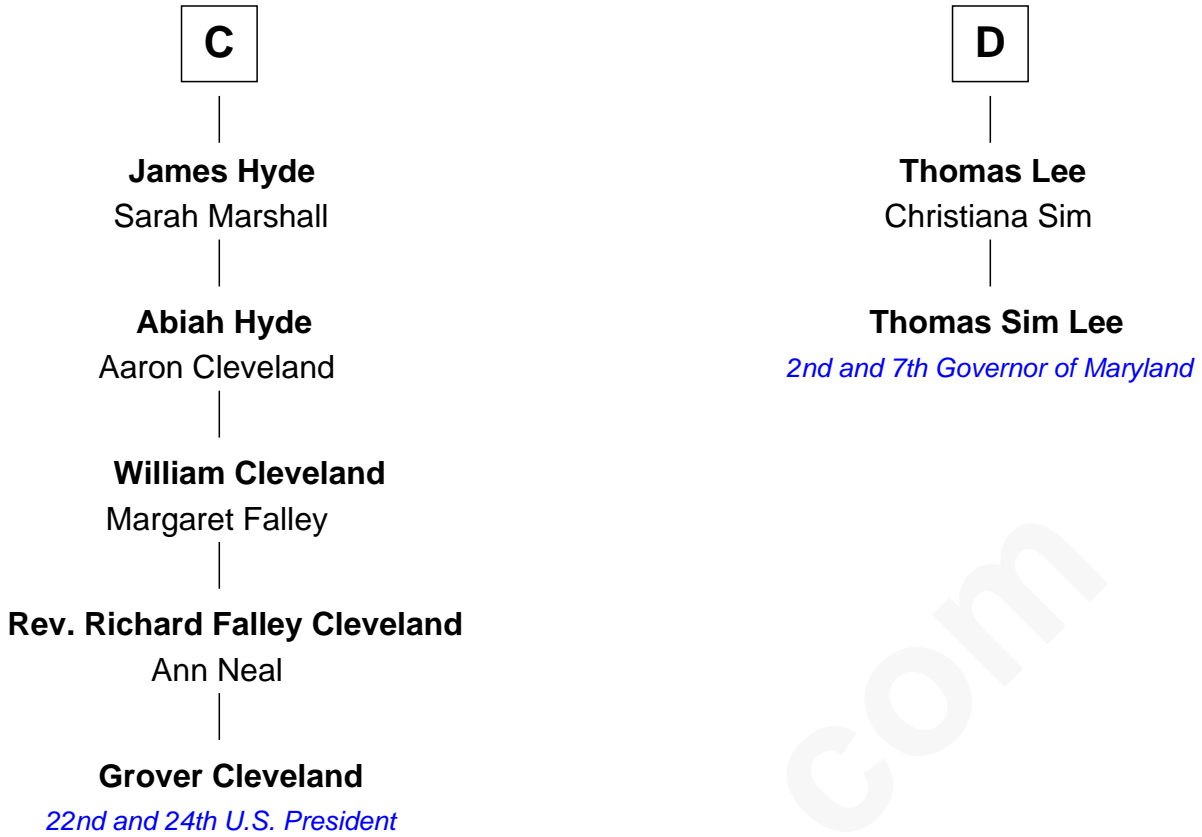 C
James Hyde
Sarah Marshall
Abiah Hyde
Aaron Cleveland
William Cleveland
Margaret Falley
Rev. Richard Falley Cleveland
Ann Neal
Grover Cleveland
22nd and 24th U.S. President
D
Thomas Lee
Christiana Sim
Thomas Sim Lee
2nd and 7th Governor of Maryland
com